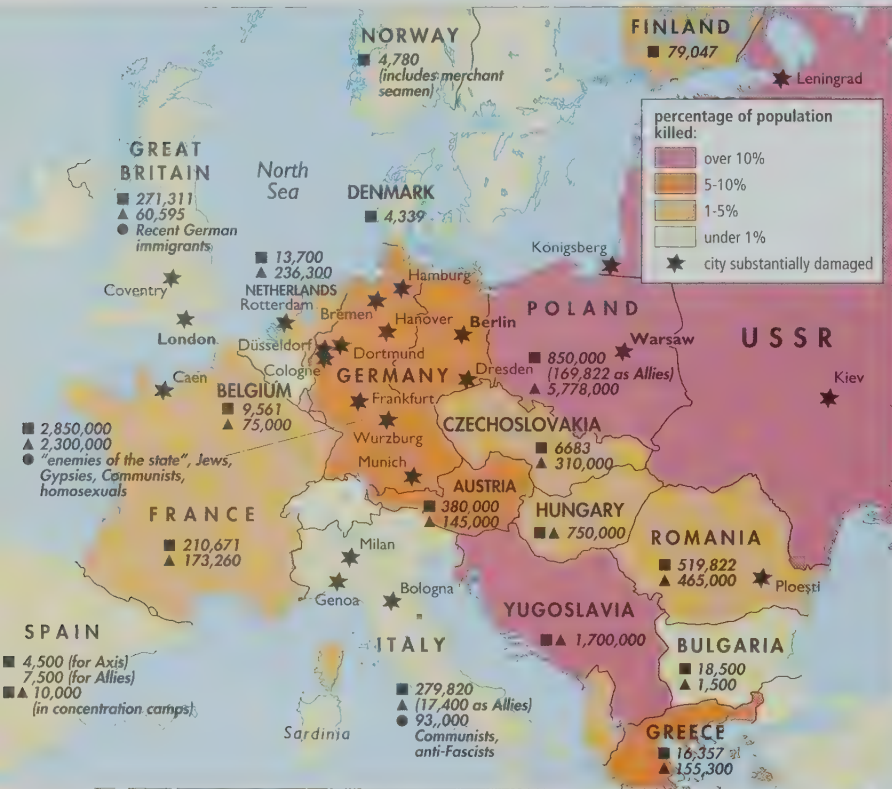 NORWAY
4,780
(includes merchant
seamen)
FINLAND
79,047
Leningrad
percentage of population
killed:
over 10%
5-10%
1-5%
under 1%
city substantially damaged
GREAT
BRITAIN
271,311
60,595
Recent German
immigrants
North
Sea
DENMARK
4,339
Coventry
London
13,700
236,300
NETHERLANDS
Rotterdam
Hamburg
Bremen
Hanover
Berlin
Königsberg
POLAND
850,000
(169,822 as Allies)
5,778,000
Warsaw
USSR
Kiev
Düsseldorf
Dortmund
Cologne
GERMANY
Dresden
Frankfurt
Wurzburg
Munich
Caen
BELGIUM
9,561
75,000
2,850,000
2,300,000
"enemies of the state", Jews,
Gypsies, Communists,
homosexuals
CZECHOSLOVAKIA
6683
310,000
AUSTRIA
380,000
145,000
HUNGARY
750,000
FRANCE
210,671
173,260
ROMANIA
519,822
465,000
Ploești
Milan
Genoa
Bologna
YUGOSLAVIA
1,700,000
BULGARIA
18,500
1,500
SPAIN
4,500 (for Axis)
7,500 (for Allies)
10,000
(in concentration camps)
ITALY
279,820
(17,400 as Allies)
93,,000
Communists,
anti-Fascists
Sardinia
GREECE
16,357
155,300